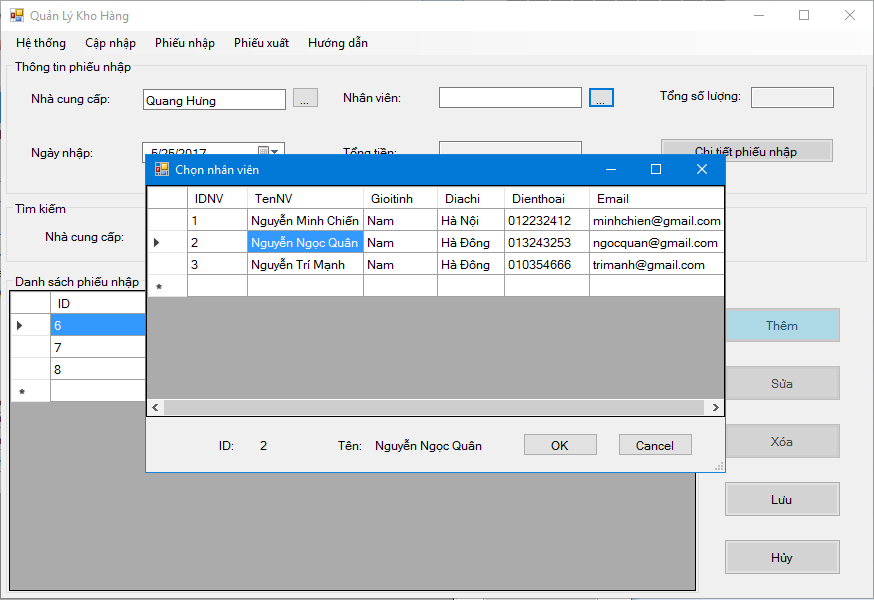 Quản Lý Kho Hàng
Hệ thống Cập nhập Phiếu nhập Phiếu xuất Hướng dẫn
Thông tin phiếu nhập
Nhà cung cấp: Quang Hưng ... Nhân viên: ... Tổng số lượng:
Ngày nhập: 5/25/2017 Tổng tiền: Chi tiết phiếu nhập
Chọn nhân viên
IDNV TenNV Gioitinh Diachi Dienthoai Email
1 Nguyễn Minh Chiến Nam Hà Nội 012232412 minhchien@gmail.com
2 Nguyễn Ngọc Quân Nam Hà Đông 013243253 ngocquan@gmail.com
3 Nguyễn Trí Mạnh Nam Hà Đông 010354666 trimanh@gmail.com
ID: 2 Tên: Nguyễn Ngọc Quân OK Cancel
Tìm kiếm
Nhà cung cấp:
Danh sách phiếu nhập
ID
6
7
8
Thêm
Sửa
Xóa
Lưu
Hủy